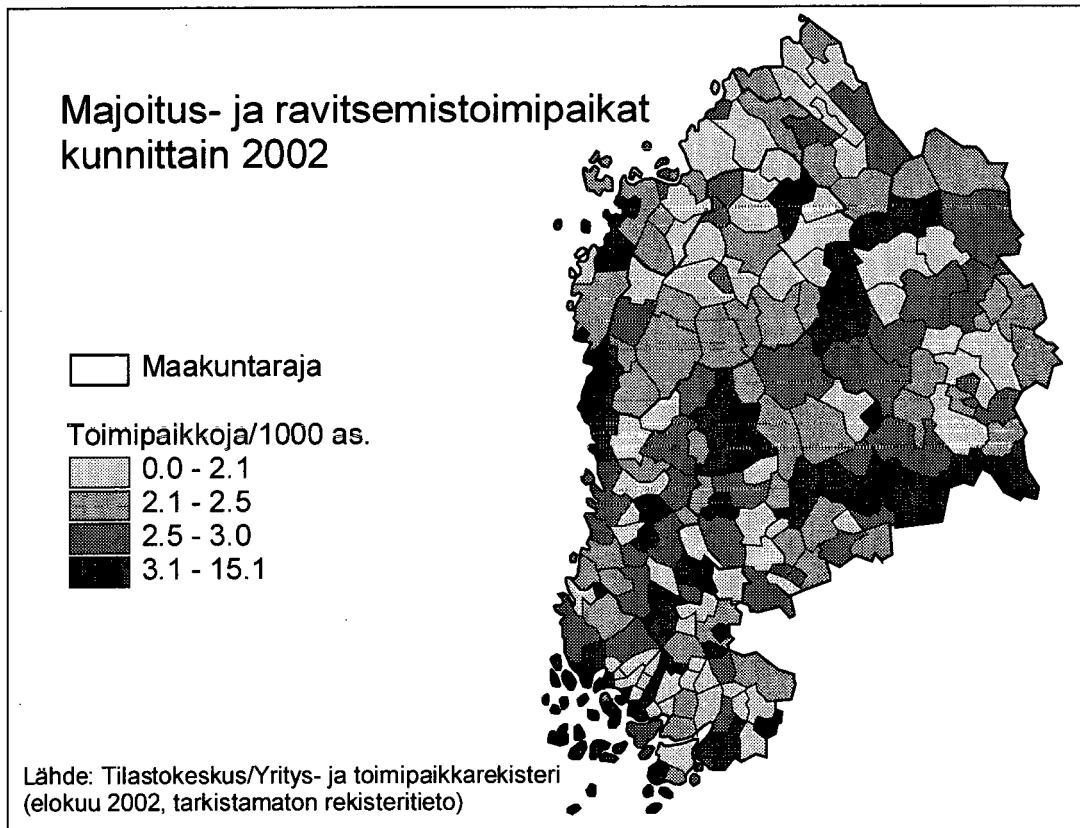 Majoitus- ja ravitsemistoimipaikat
kunnittain 2002
Maakuntaraja
Toimipaikkoja/1000 as.
0.0 - 2.1
2.1 - 2.5
2.5 - 3.0
3.1 - 15.1
Lähde: Tilastokeskus/Yritys- ja toimipaikkarekisteri
(elokuu 2002, tarkistamaton rekisteritieto)